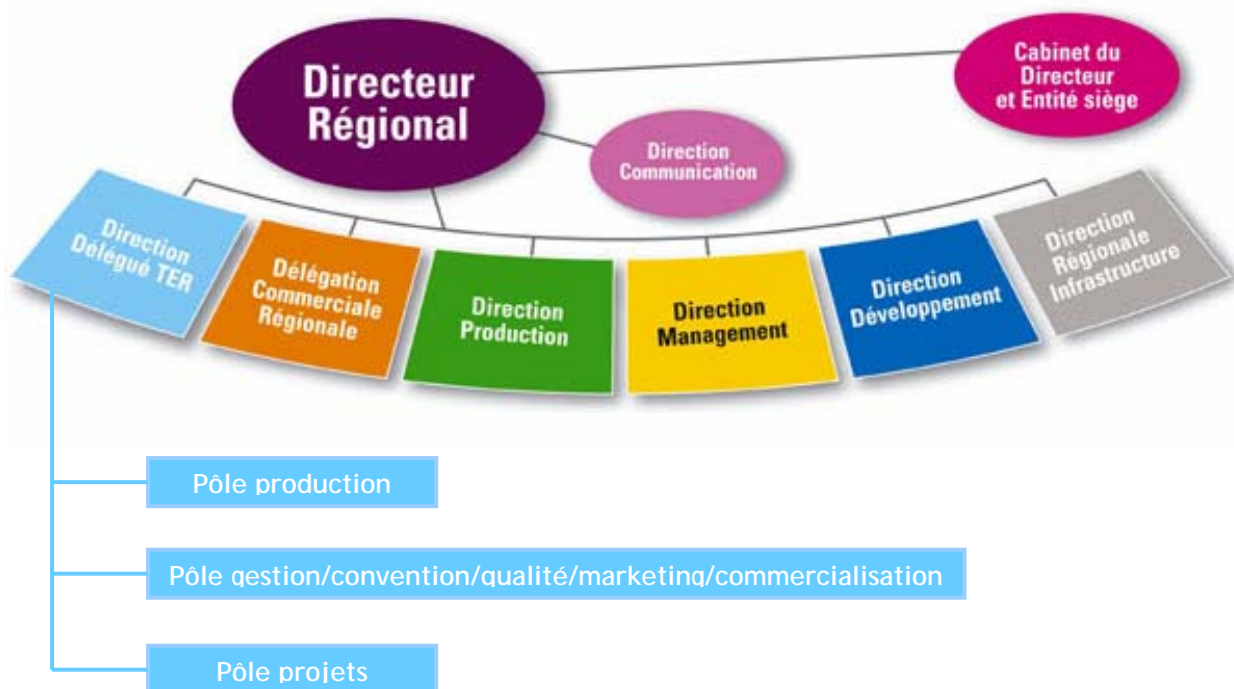 Directeur
Régional
Cabinet du
Directeur
et Entité siège
Direction
Communication
Direction
Délégué TER
Délégation
Commerciale
Régionale
Direction
Production
Direction
Management
Direction
Développement
Direction
Régionale
Infrastructure
Pôle production
Pôle gestion/convention/qualité/marketing/commercialisation
Pôle projets